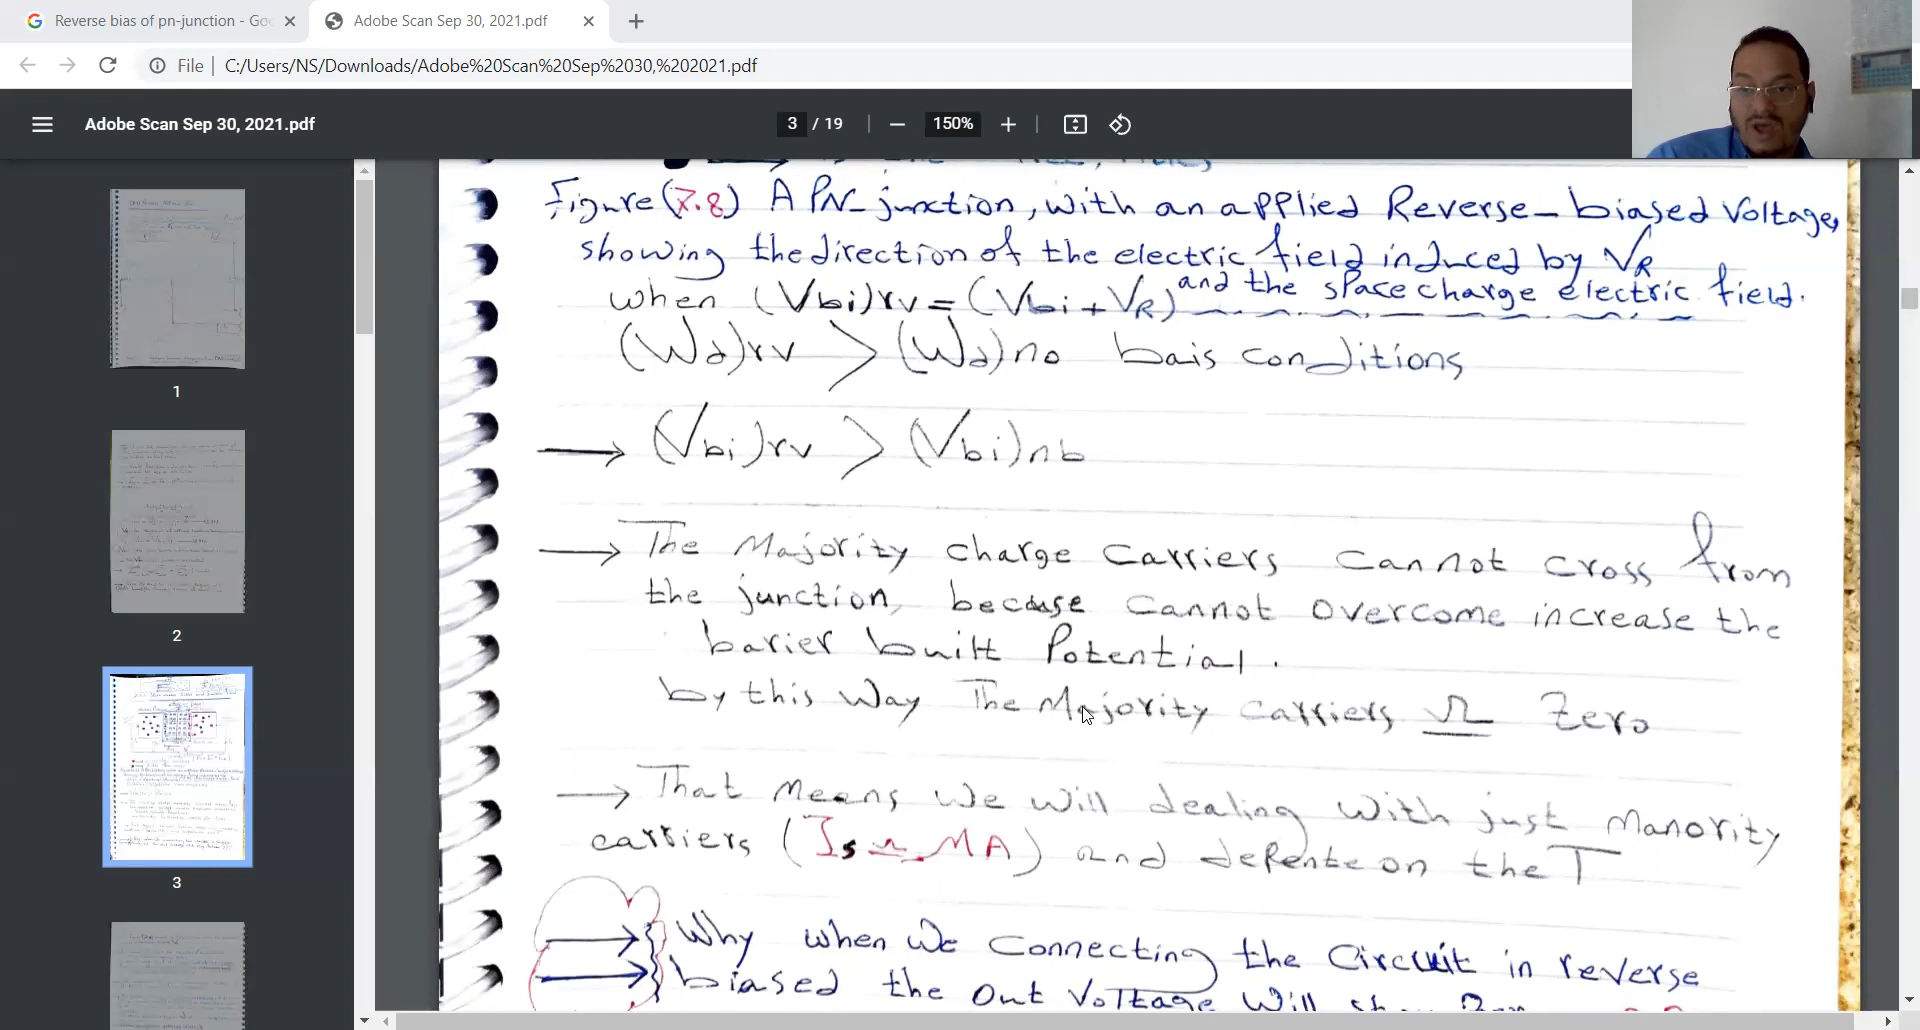 Reverse bias of pn-junction - Goo
Adobe Scan Sep 30, 2021.pdf
File | C:/Users/NS/Downloads/Adobe%20Scan%20Sep%2030,%202021.pdf
Adobe Scan Sep 30, 2021.pdf
3 / 19
150%
Figure (7.8) A PN-junction, with an applied Reverse-biased Voltage,
showing the direction of the electric field induced by VR
and the space charge electric field.
when (Vbi)rv = (Vbi + VR)
(Wd)rv > (Wd)no bais conditions
→ (Vbi)rv > (Vbi)nb
→ The Majority charge carriers cannot cross from
the junction, because cannot overcome increase the
barier built Potential.
by this way The Majority carriers Zero
→ That means we will dealing with just manority
carriers (Is MA) and depente on the T
Why when we connecting the circuit in reverse
biased the out Voltage will
1
2
3